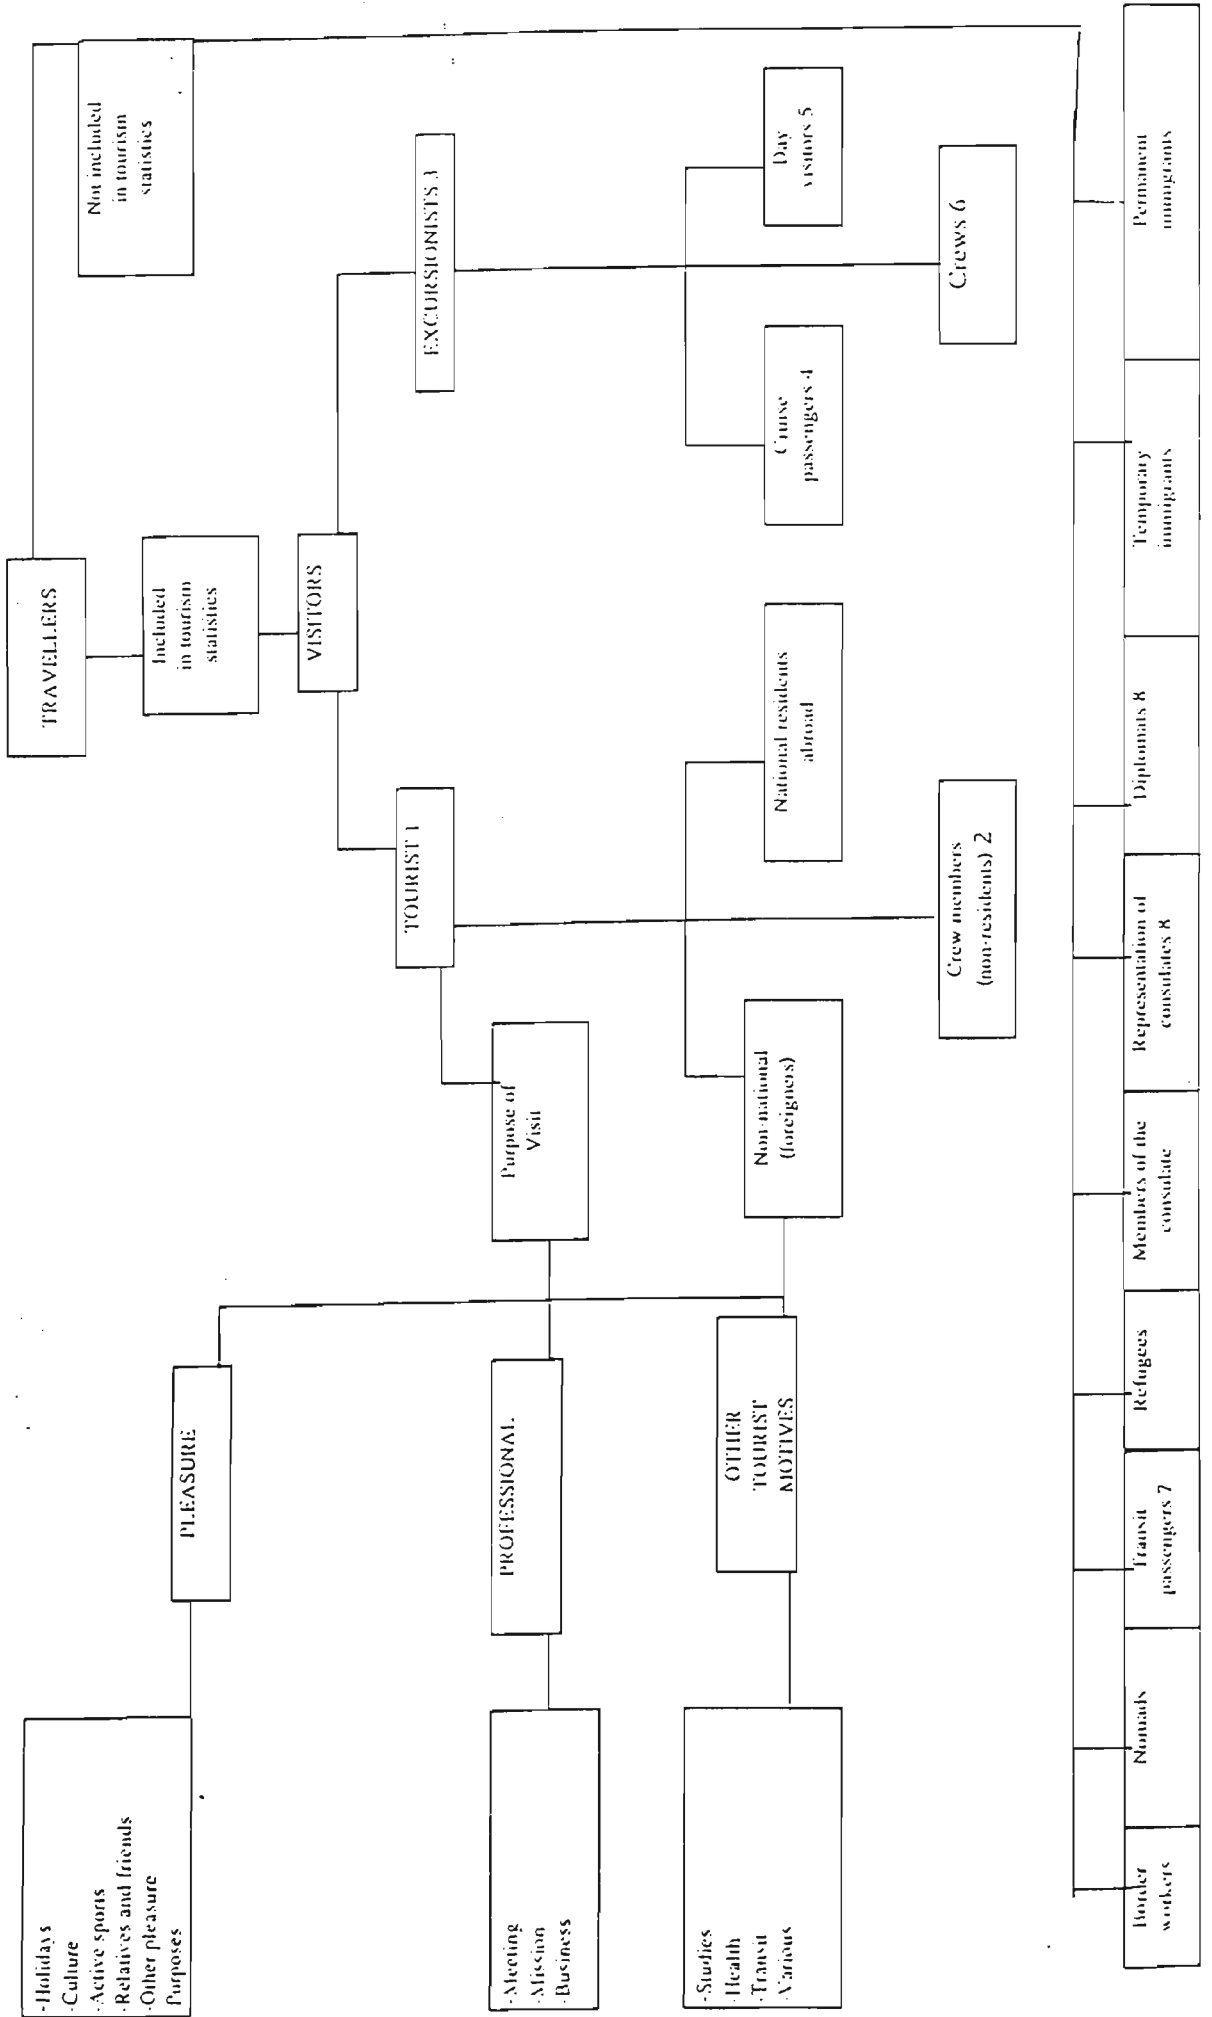 TRAVELLERS
Included
in tourism
statistics
Not included
in tourism
statistics
VISITORS
TOURIST 1
EXCURSIONISTS 3
Purpose of
Visit
PLEASURE
-Holidays
-Culture
-Active sports
-Relatives and friends
-Other pleasure
Purposes
PROFESSIONAL
-Meeting
-Mission
-Business
OTHER
TOURIST
MOTIVES
-Studies
-Health
-Transit
-Various
Non-national
(foreigners)
National residents
abroad
Cruise
passengers 4
Day
visitors 5
Crew members
(non-residents) 2
Crews 6
Border
workers
Nomads
Transit
passengers 7
Refugees
Members of the
consulate
Representation of
consulates 8
Diplomats 8
Temporary
immigrants
Permanent
immigrants